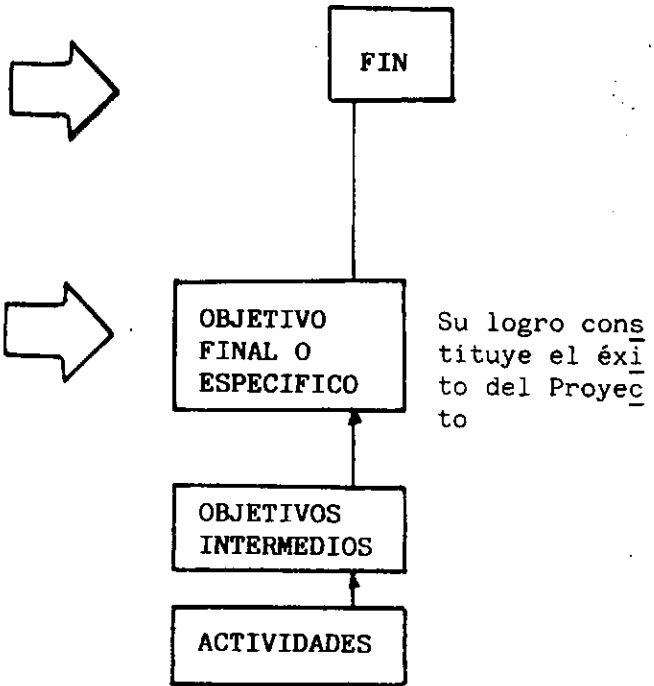 FIN
OBJETIVO
FINAL O
ESPECIFICO
Su logro cons
tituye el éxi
to del Proyec
to
OBJETIVOS
INTERMEDIOS
ACTIVIDADES